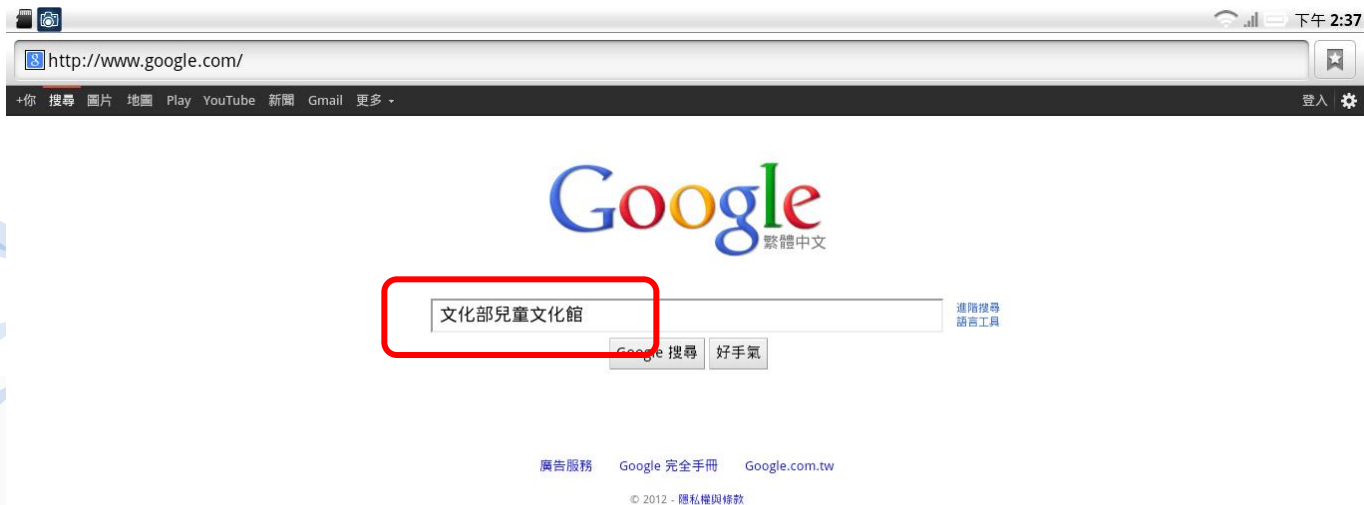 下午 2:37
http://www.google.com/
+你 搜尋 圖片 地圖 Play YouTube 新聞 Gmail 更多 登入
Google
繁體中文
文化部兒童文化館
進階搜尋
語言工具
Google 搜尋 好手氣
廣告服務 Google 完全手冊 Google.com.tw
© 2012 - 隱私權與條款